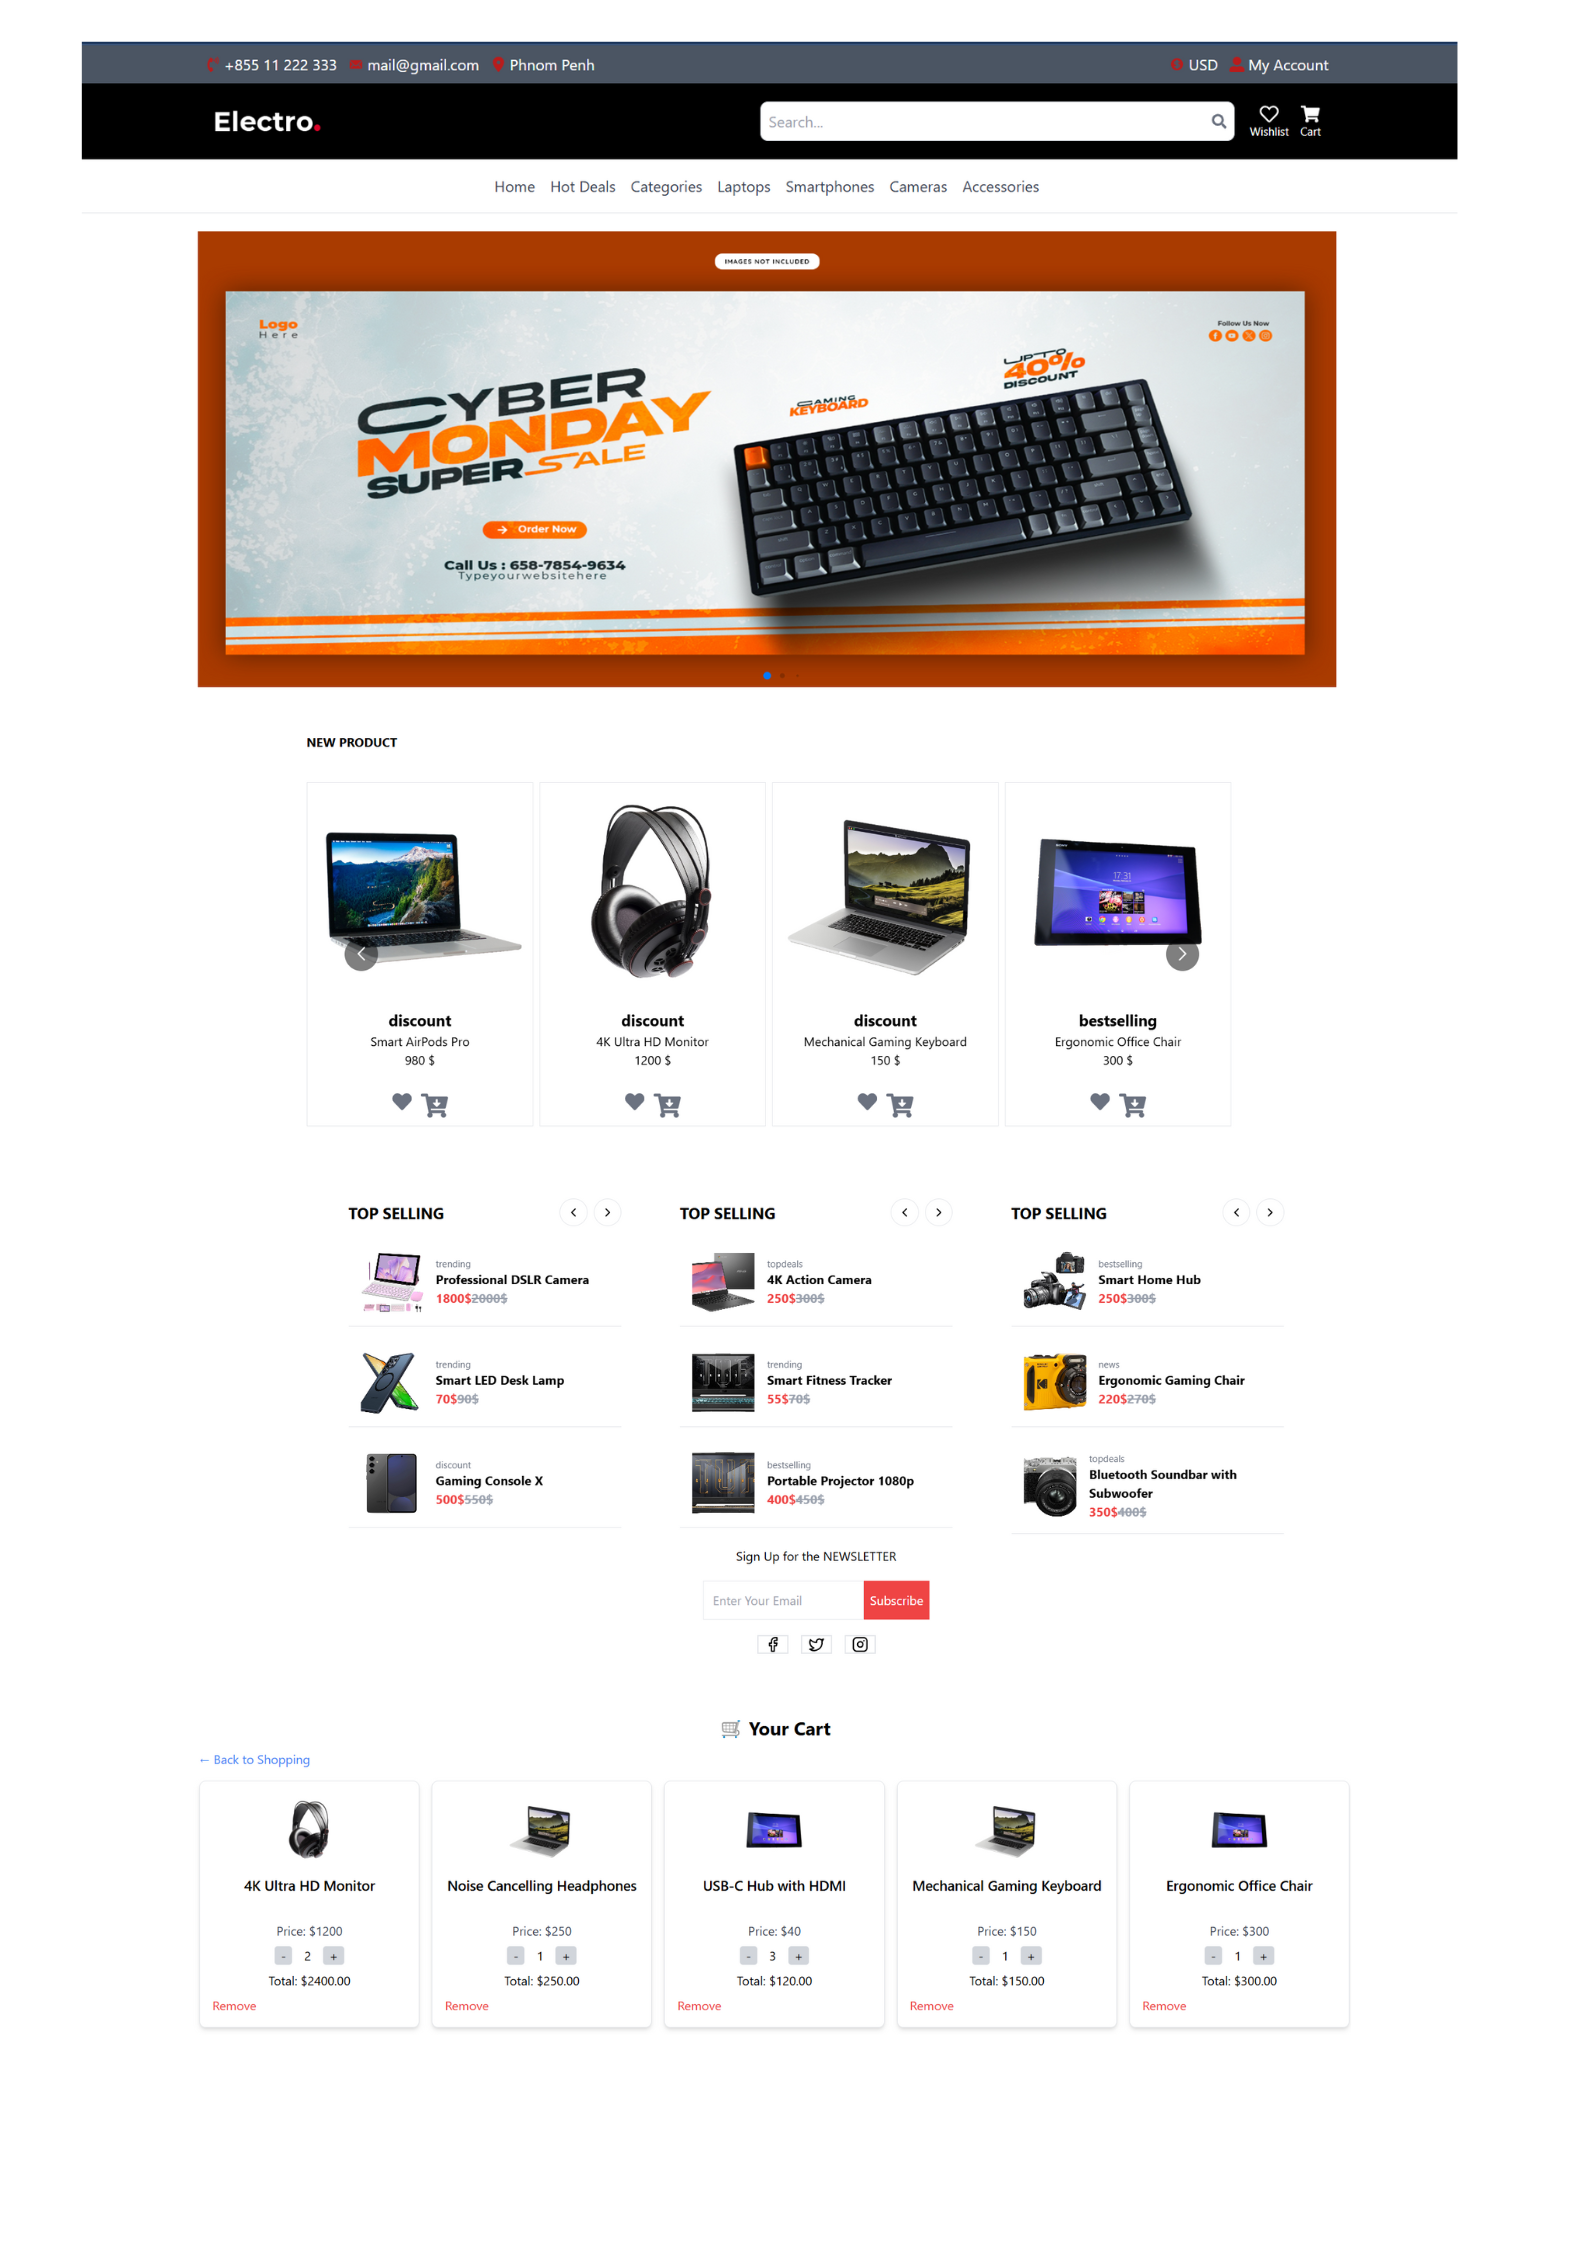 +855 11 222 333 mail@gmail.com Phnom Penh USD My Account
Electro.
Search...
Wishlist Cart
Home Hot Deals Categories Laptops Smartphones Cameras Accessories
IMAGES NOT INCLUDED
Logo
Here
Follow Us Now
CYBER
MONDAY
SUPER SALE
GAMING
KEYBOARD
UPTO
40%
DISCOUNT
Order Now
Call Us : 658-7854-9634
Typeyourwebsitehere
NEW PRODUCT
17:31
discount
Smart AirPods Pro
980 $
discount
4K Ultra HD Monitor
1200 $
discount
Mechanical Gaming Keyboard
150 $
bestselling
Ergonomic Office Chair
300 $
TOP SELLING
trending
Professional DSLR Camera
1800$2000$
trending
Smart LED Desk Lamp
70$90$
discount
Gaming Console X
500$550$
TOP SELLING
topdeals
4K Action Camera
250$300$
trending
Smart Fitness Tracker
55$70$
bestselling
Portable Projector 1080p
400$450$
TOP SELLING
bestselling
Smart Home Hub
250$300$
news
Ergonomic Gaming Chair
220$270$
topdeals
Bluetooth Soundbar with
Subwoofer
350$400$
Sign Up for the NEWSLETTER
Enter Your Email
Subscribe
🛒 Your Cart
← Back to Shopping
4K Ultra HD Monitor
Price: $1200
- 2 +
Total: $2400.00
Remove
Noise Cancelling Headphones
Price: $250
- 1 +
Total: $250.00
Remove
USB-C Hub with HDMI
Price: $40
- 3 +
Total: $120.00
Remove
Mechanical Gaming Keyboard
Price: $150
- 1 +
Total: $150.00
Remove
Ergonomic Office Chair
Price: $300
- 1 +
Total: $300.00
Remove